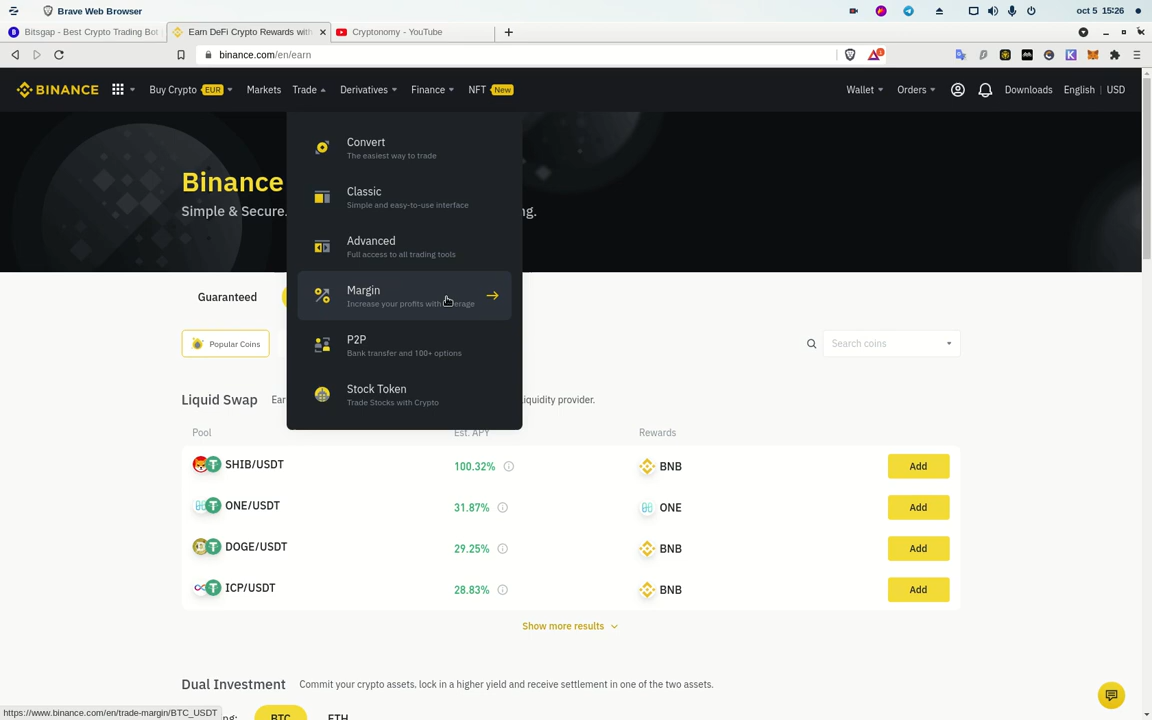 Brave Web Browser
oct 5 15:26
Bitsgap - Best Crypto Trading Bot
Earn DeFi Crypto Rewards with
Cryptonomy - YouTube
binance.com/en/earn
BINANCE
Buy Crypto EUR
Markets
Trade
Derivatives
Finance
NFT New
Wallet
Orders
Downloads
English | USD
Convert
The easiest way to trade
Classic
Simple and easy-to-use interface
Advanced
Full access to all trading tools
Margin
Increase your profits with
P2P
Bank transfer and 100+ options
Stock Token
Trade Stocks with Crypto
Binance
Simple & Secure.
Guaranteed
Popular Coins
Search coins
Liquid Swap
liquidity provider.
Pool
Est. APY
Rewards
SHIB/USDT 100.32% BNB Add
ONE/USDT 31.87% ONE Add
DOGE/USDT 29.25% BNB Add
ICP/USDT 28.83% BNB Add
Show more results
Dual Investment Commit your crypto assets, lock in a higher yield and receive settlement in one of the two assets.
BTC
ETH
https://www.binance.com/en/trade-margin/BTC_USDT